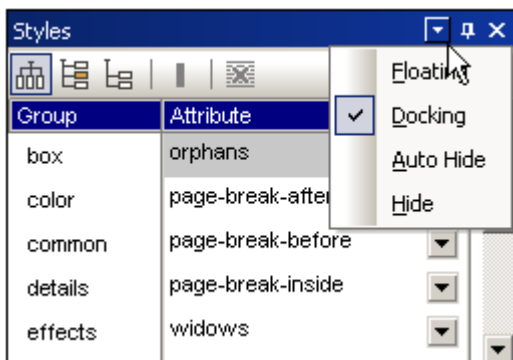 Styles
Floating
Group Attribute
Docking
box orphans
Auto Hide
color page-break-after
Hide
common page-break-before
details page-break-inside
effects widows